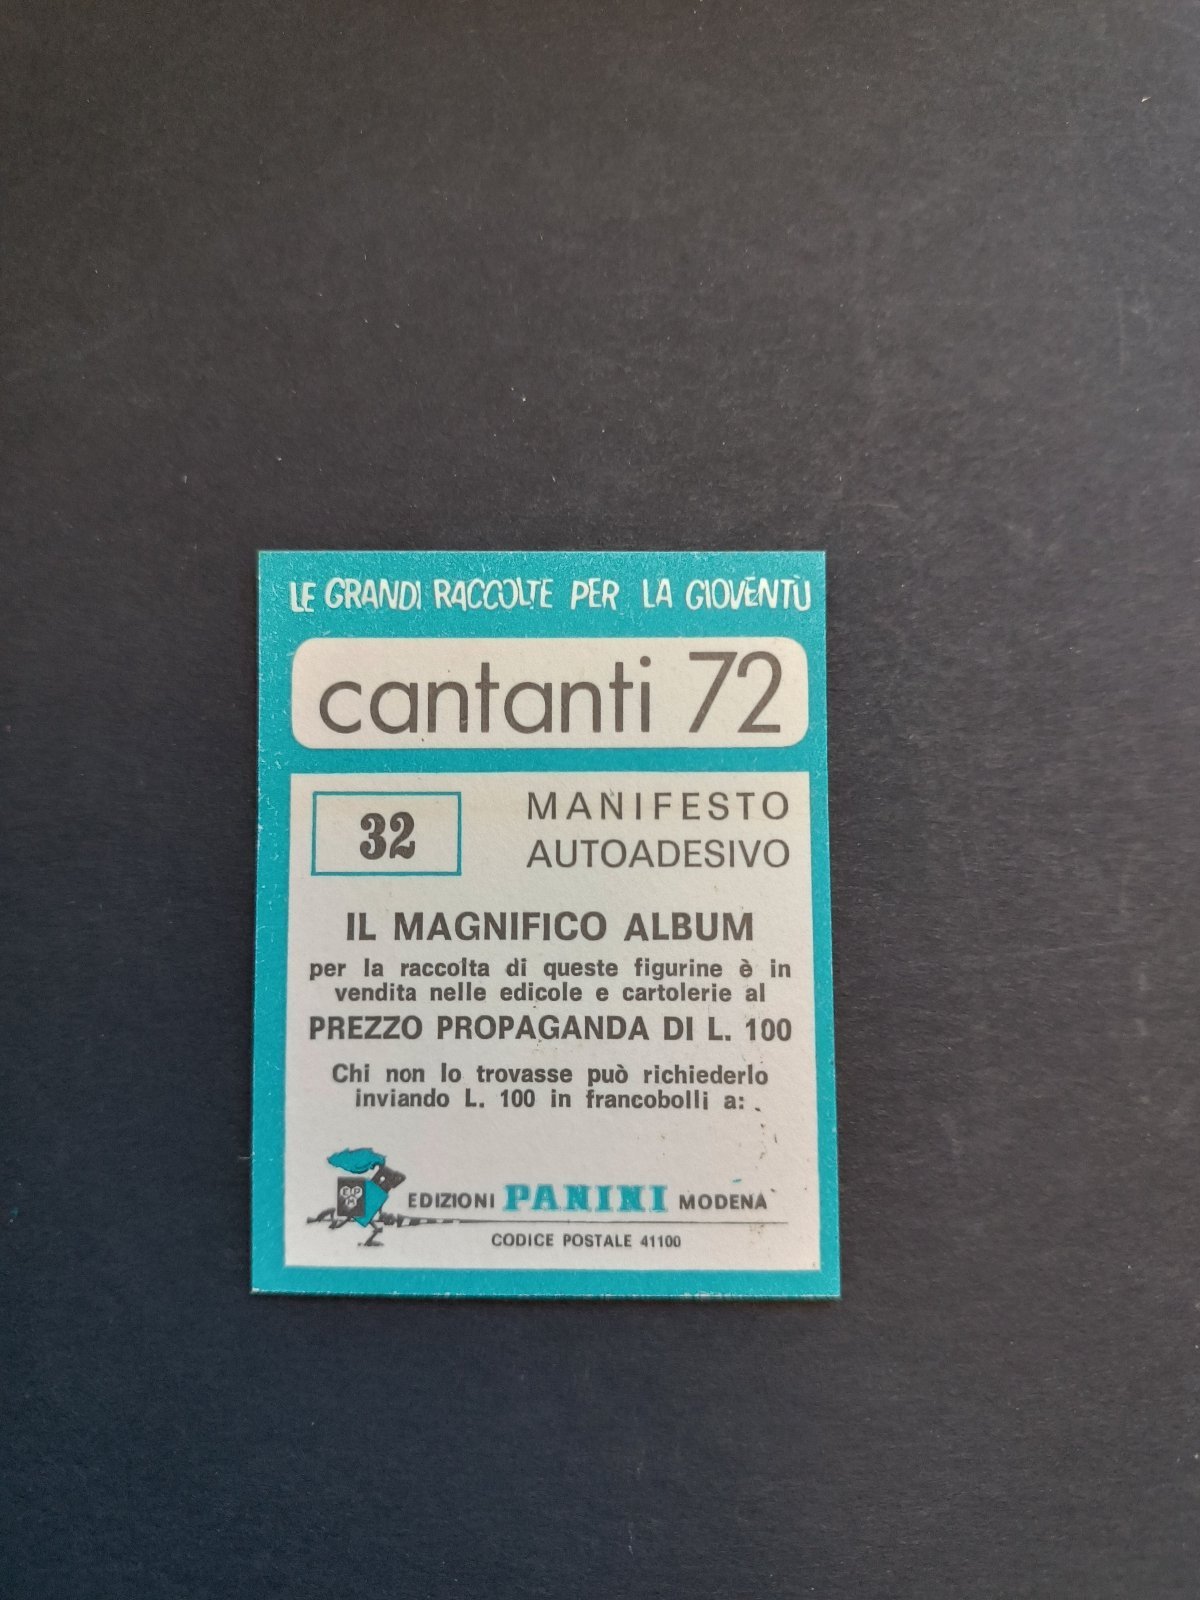 LE GRANDI RACCOLTE PER LA GIOVENTÙ
cantanti 72
32
MANIFESTO
AUTOADESIVO
IL MAGNIFICO ALBUM
per la raccolta di queste figurine è in
vendita nelle edicole e cartolerie al
PREZZO PROPAGANDA DI L. 100
Chi non lo trovasse può richiederlo
inviando L. 100 in francobolli a:
EDIZIONI PANINI MODENA
CODICE POSTALE 41100